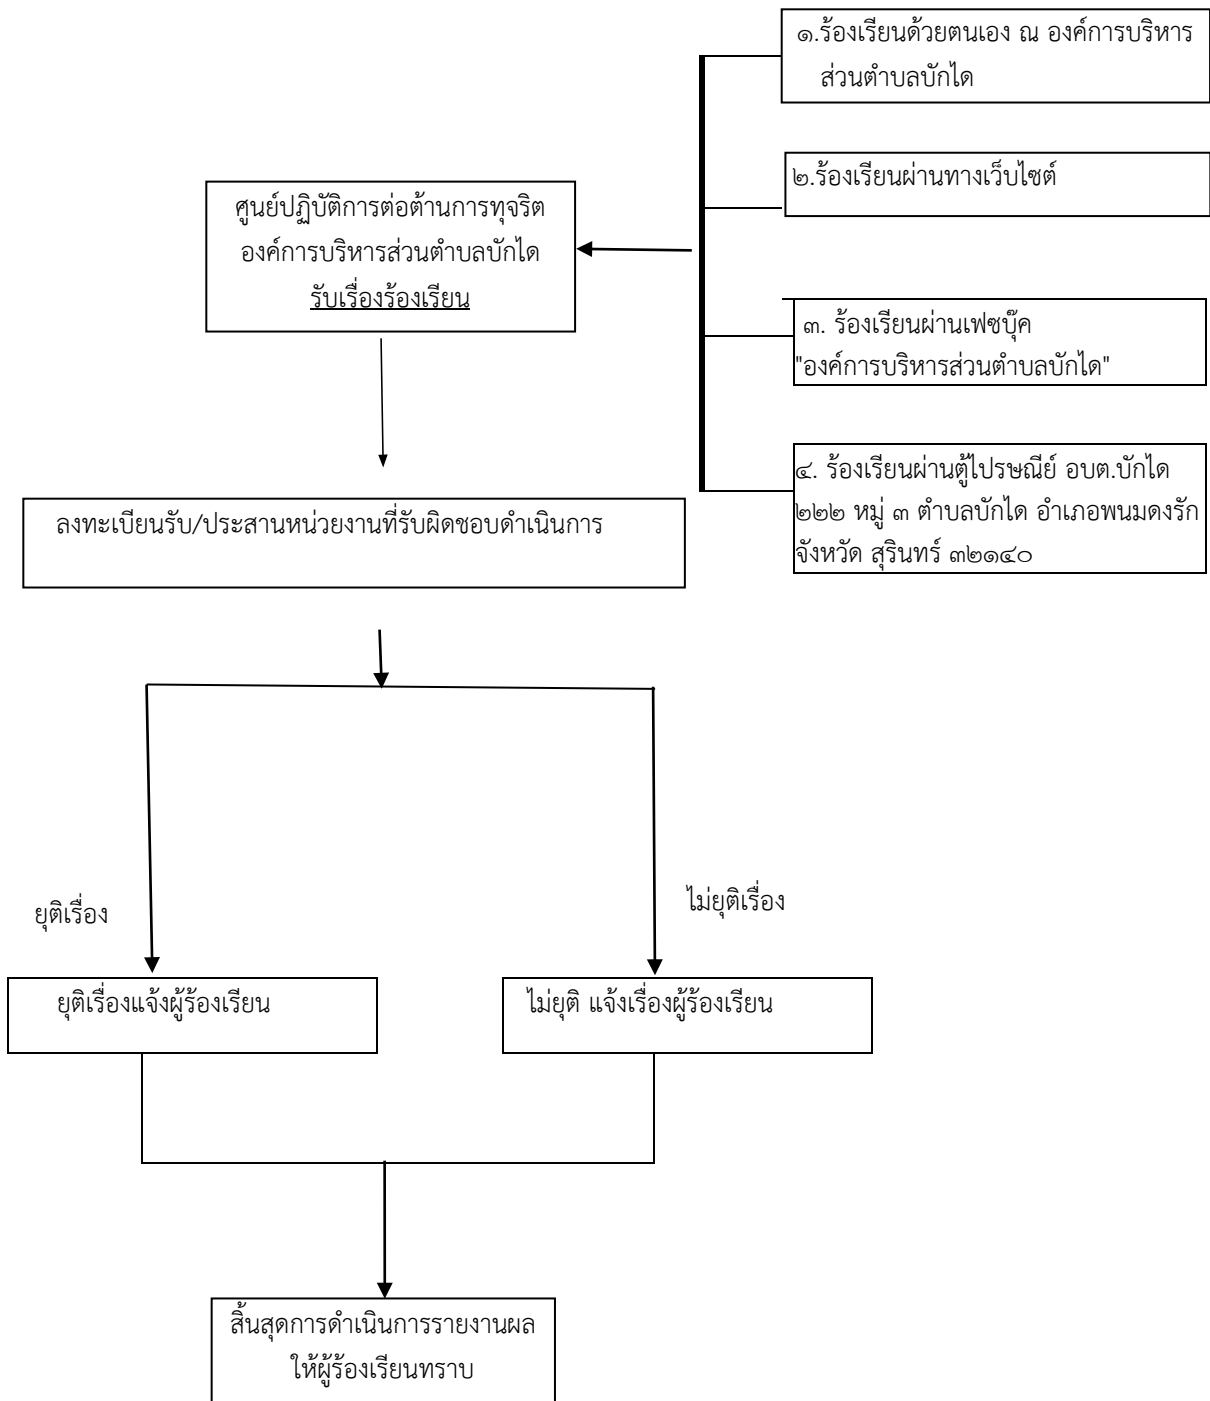 ๑.ร้องเรียนด้วยตนเอง ณ องค์การบริหาร
ส่วนตำบลบักได
๒.ร้องเรียนผ่านทางเว็บไซต์
ศูนย์ปฏิบัติการต่อต้านการทุจริต
องค์การบริหารส่วนตำบลบักได
รับเรื่องร้องเรียน
๓. ร้องเรียนผ่านเฟซบุ๊ค
"องค์การบริหารส่วนตำบลบักได"
๔. ร้องเรียนผ่านตู้ไปรษณีย์ อบต.บักได
๒๒๒ หมู่ ๓ ตำบลบักได อำเภอพนมดงรัก
จังหวัด สุรินทร์ ๓๒๑๔๐
ลงทะเบียนรับ/ประสานหน่วยงานที่รับผิดชอบดำเนินการ
ยุติเรื่อง
ไม่ยุติเรื่อง
ยุติเรื่องแจ้งผู้ร้องเรียน
ไม่ยุติ แจ้งเรื่องผู้ร้องเรียน
สิ้นสุดการดำเนินการรายงานผล
ให้ผู้ร้องเรียนทราบ